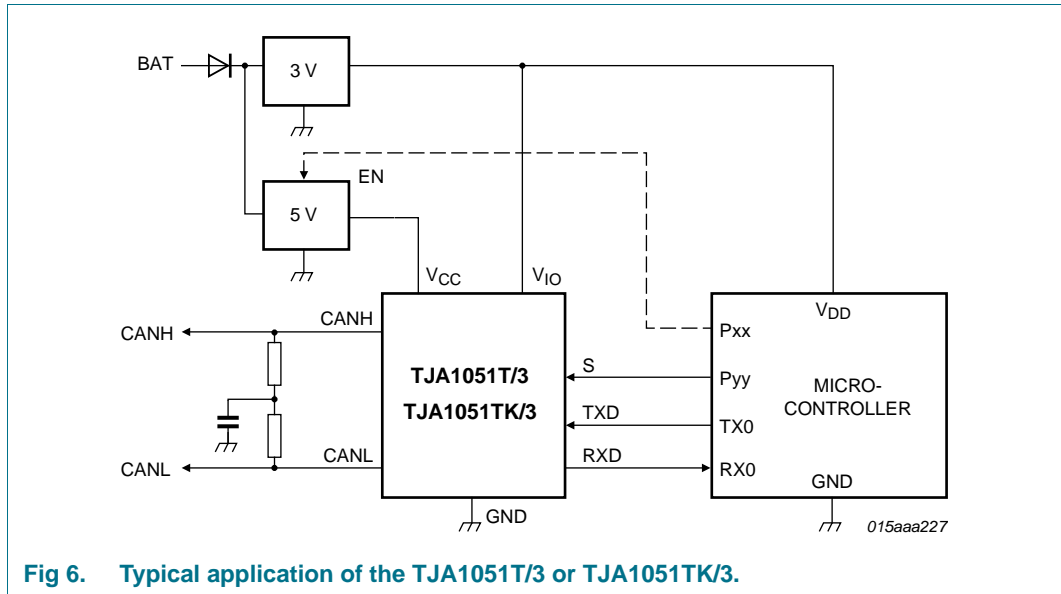 BAT
3 V
EN
5 V
VCC
VIO
VDD
CANH
CANH
Pxx
TJA1051T/3
S
Pyy
MICRO-
TJA1051TK/3
CONTROLLER
TXD
TX0
CANL
CANL
RXD
RX0
GND
GND
015aaa227
Fig 6. Typical application of the TJA1051T/3 or TJA1051TK/3.